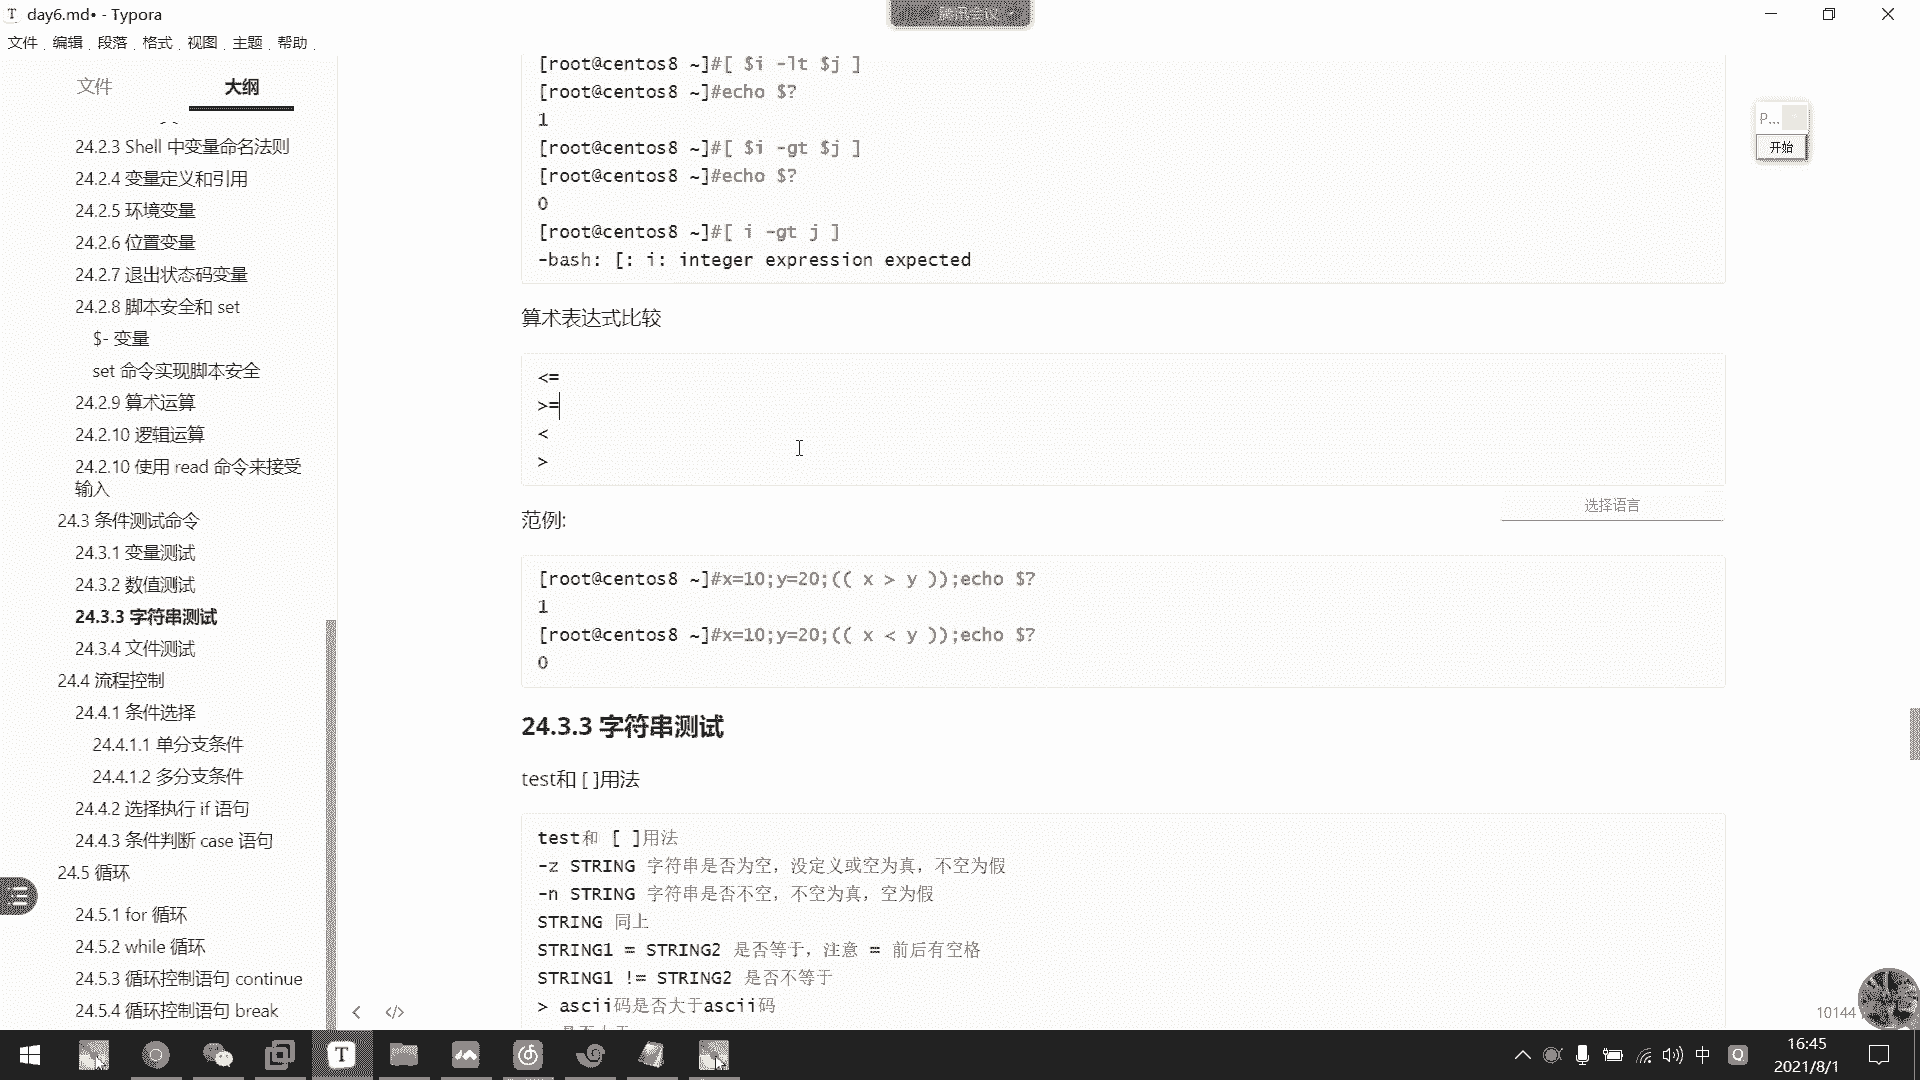 day6.md• - Typora
腾讯会议
文件 编辑 段落 格式 视图 主题 帮助
文件 大纲
24.2.3 Shell 中变量命名法则
24.2.4 变量定义和引用
24.2.5 环境变量
24.2.6 位置变量
24.2.7 退出状态码变量
24.2.8 脚本安全和 set
$- 变量
set 命令实现脚本安全
24.2.9 算术运算
24.2.10 逻辑运算
24.2.10 使用 read 命令来接受
输入
24.3 条件测试命令
24.3.1 变量测试
24.3.2 数值测试
24.3.3 字符串测试
24.3.4 文件测试
24.4 流程控制
24.4.1 条件选择
24.4.1.1 单分支条件
24.4.1.2 多分支条件
24.4.2 选择执行 if 语句
24.4.3 条件判断 case 语句
24.5 循环
24.5.1 for 循环
24.5.2 while 循环
24.5.3 循环控制语句 continue
24.5.4 循环控制语句 break
[root@centos8 ~]#[ $i -lt $j ]
[root@centos8 ~]#echo $?
1
[root@centos8 ~]#[ $i -gt $j ]
[root@centos8 ~]#echo $?
0
[root@centos8 ~]#[ i -gt j ]
-bash: [: i: integer expression expected
算术表达式比较
<=
>=
<
>
选择语言
范例:
[root@centos8 ~]#x=10;y=20;(( x > y ));echo $?
1
[root@centos8 ~]#x=10;y=20;(( x < y ));echo $?
0
24.3.3 字符串测试
test和 [ ]用法
test和 [ ]用法
-z STRING 字符串是否为空，没定义或空为真，不空为假
-n STRING 字符串是否不空，不空为真，空为假
STRING 同上
STRING1 = STRING2 是否等于，注意 = 前后有空格
STRING1 != STRING2 是否不等于
> ascii码是否大于ascii码
P...
开始
10144
中
16:45
2021/8/1